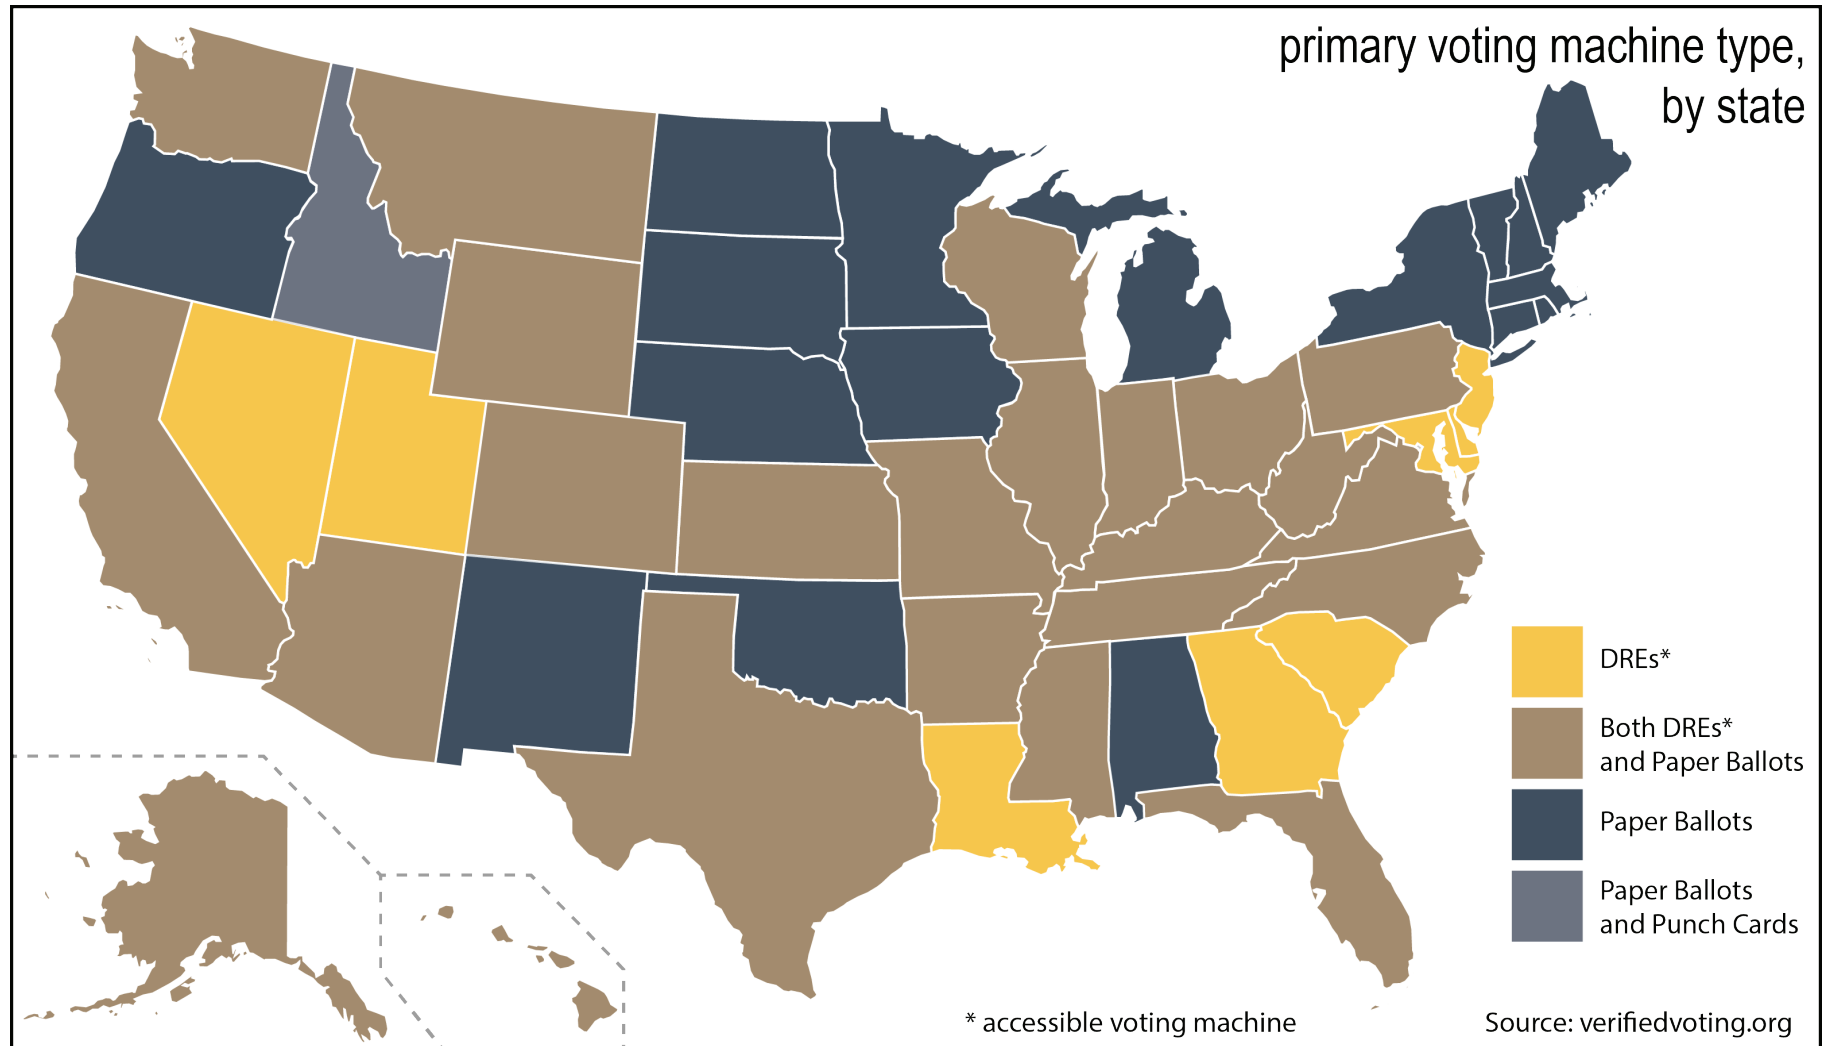 primary voting machine type,
by state
DREs*
Both DREs*
and Paper Ballots
Paper Ballots
Paper Ballots
and Punch Cards
* accessible voting machine
Source: verifiedvoting.org